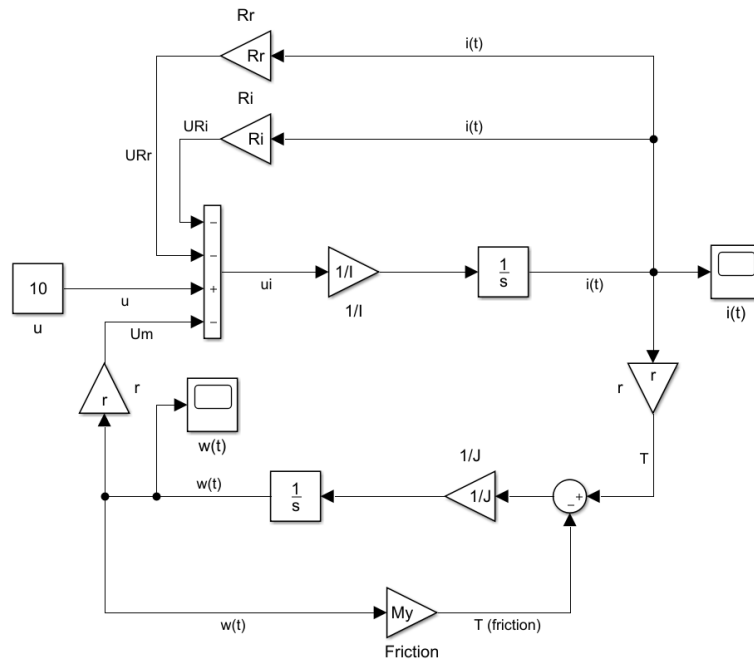 Rr
Rr
i(t)
Ri
URi
Ri
i(t)
URr
−
−
+
−
10
u
u
Um
ui
1/I
1/I
1
s
i(t)
i(t)
r
r
r
r
T
w(t)
w(t)
1
s
1/J
1/J
+
−
w(t)
My
T (friction)
Friction